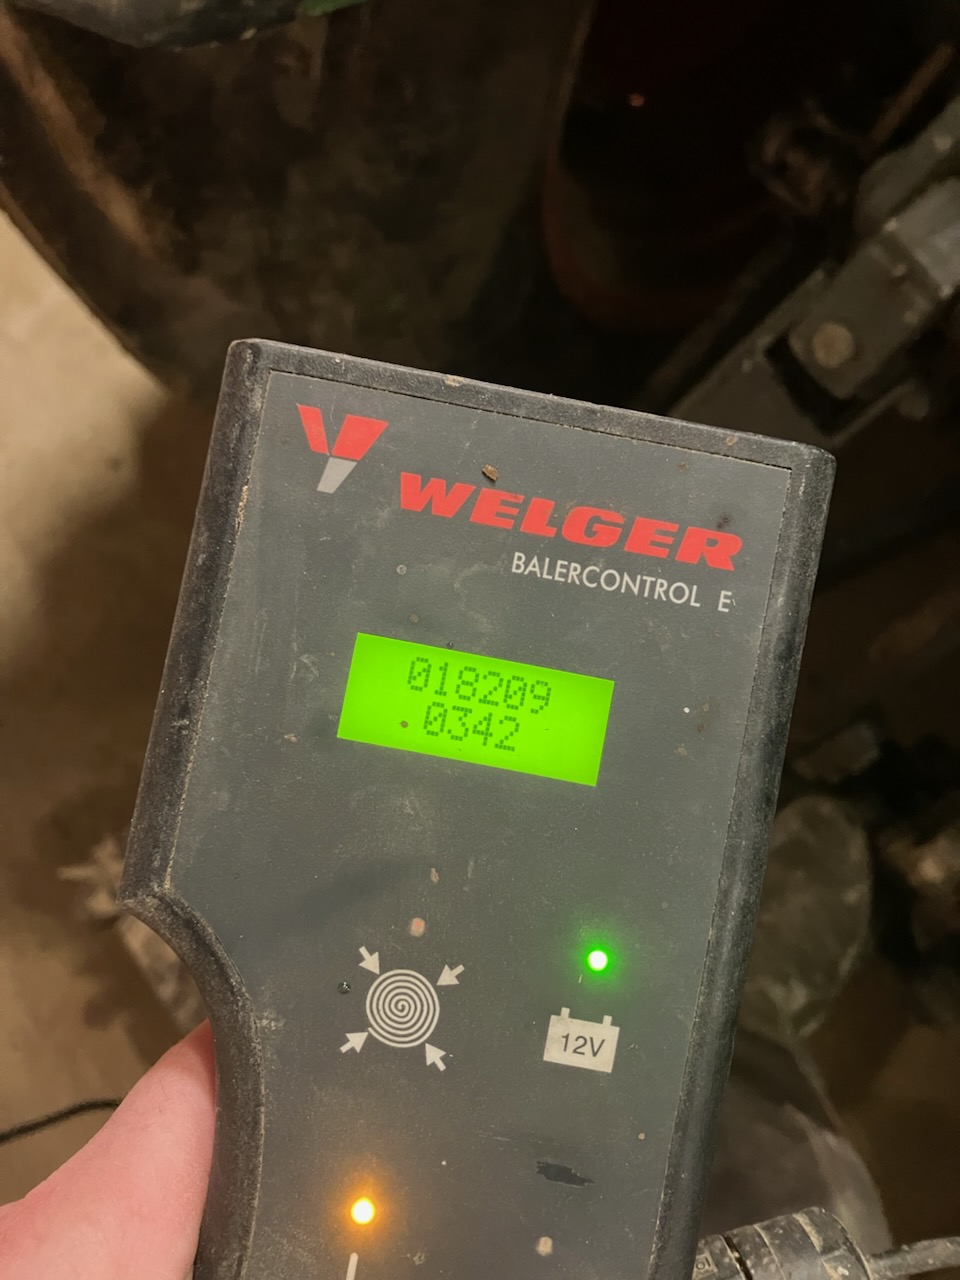 WELGER
BALERCONTROL E
018209
0342
12V